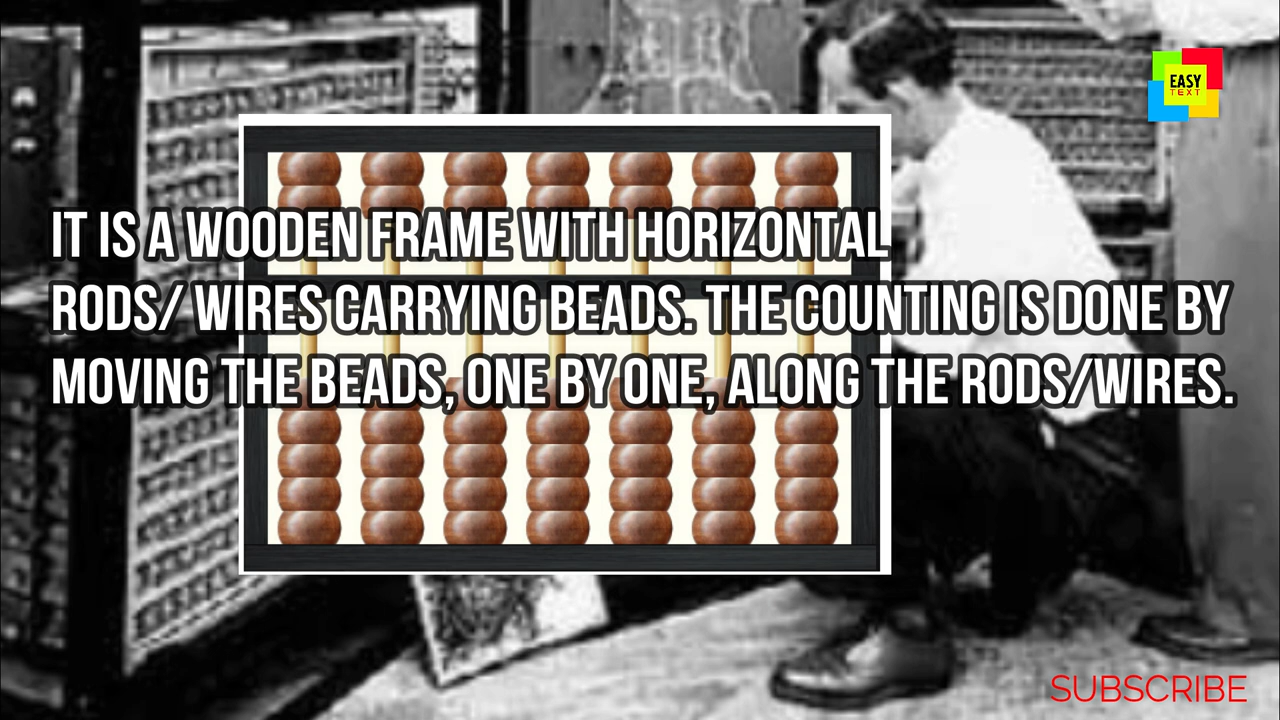 EASY
TEXT
IT IS A WOODEN FRAME WITH HORIZONTAL
RODS/ WIRES CARRYING BEADS. THE COUNTING IS DONE BY
MOVING THE BEADS, ONE BY ONE, ALONG THE RODS/WIRES.
SUBSCRIBE